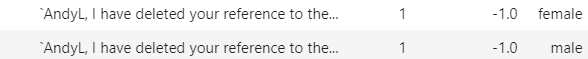 `AndyL, I have deleted your reference to the... 1 -1.0 female
`AndyL, I have deleted your reference to the... 1 -1.0 male